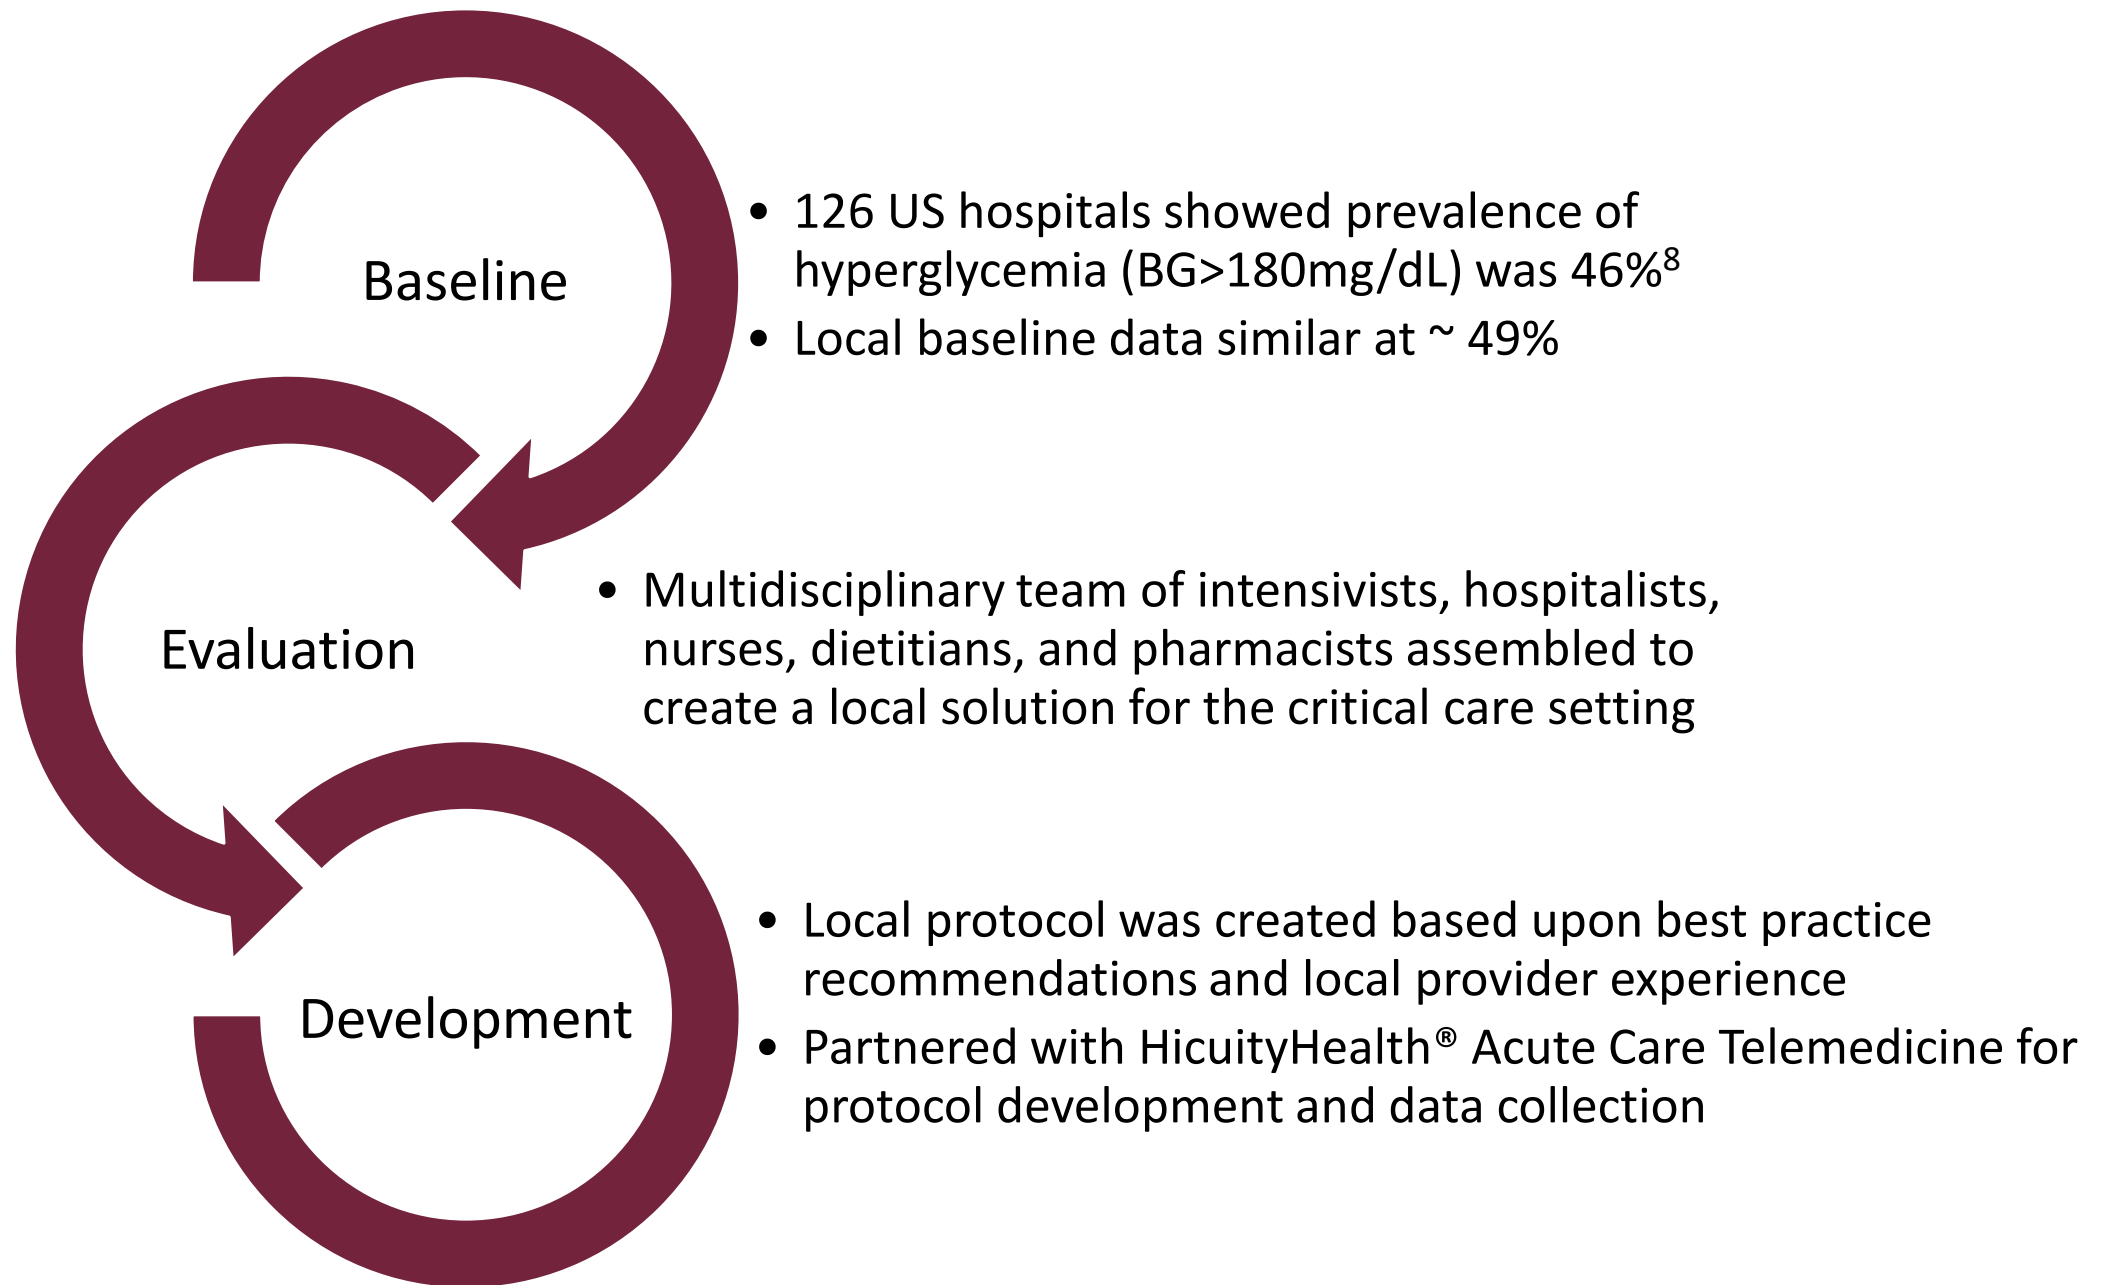 Baseline
• 126 US hospitals showed prevalence of
hyperglycemia (BG>180mg/dL) was 46%⁸
• Local baseline data similar at ~ 49%
Evaluation
• Multidisciplinary team of intensivists, hospitalists,
nurses, dietitians, and pharmacists assembled to
create a local solution for the critical care setting
Development
• Local protocol was created based upon best practice
recommendations and local provider experience
• Partnered with HicuityHealth® Acute Care Telemedicine for
protocol development and data collection